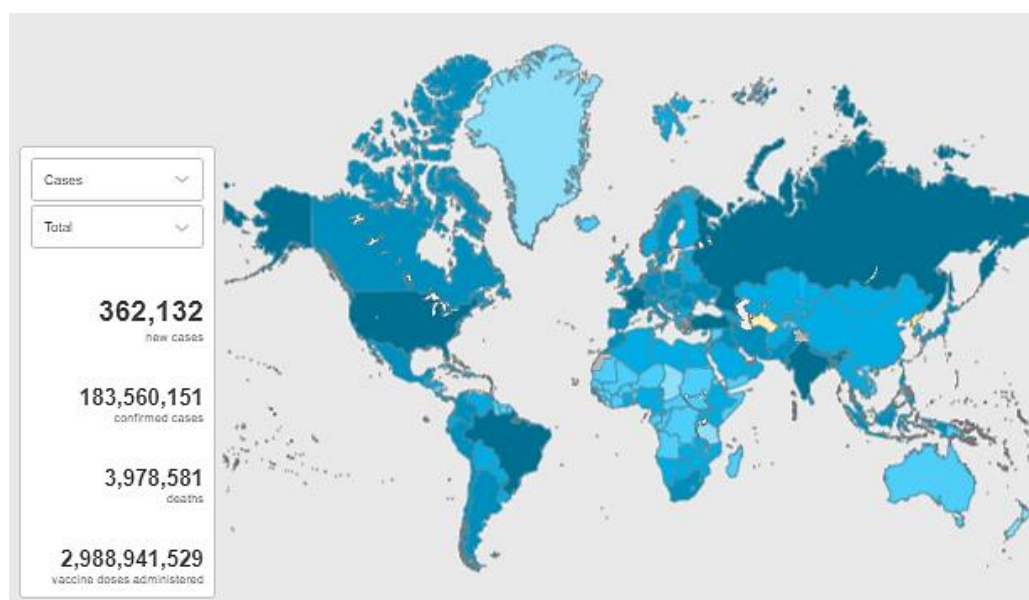 Cases
Total
362,132
new cases
183,560,151
confirmed cases
3,978,581
deaths
2,988,941,529
vaccine doses administered